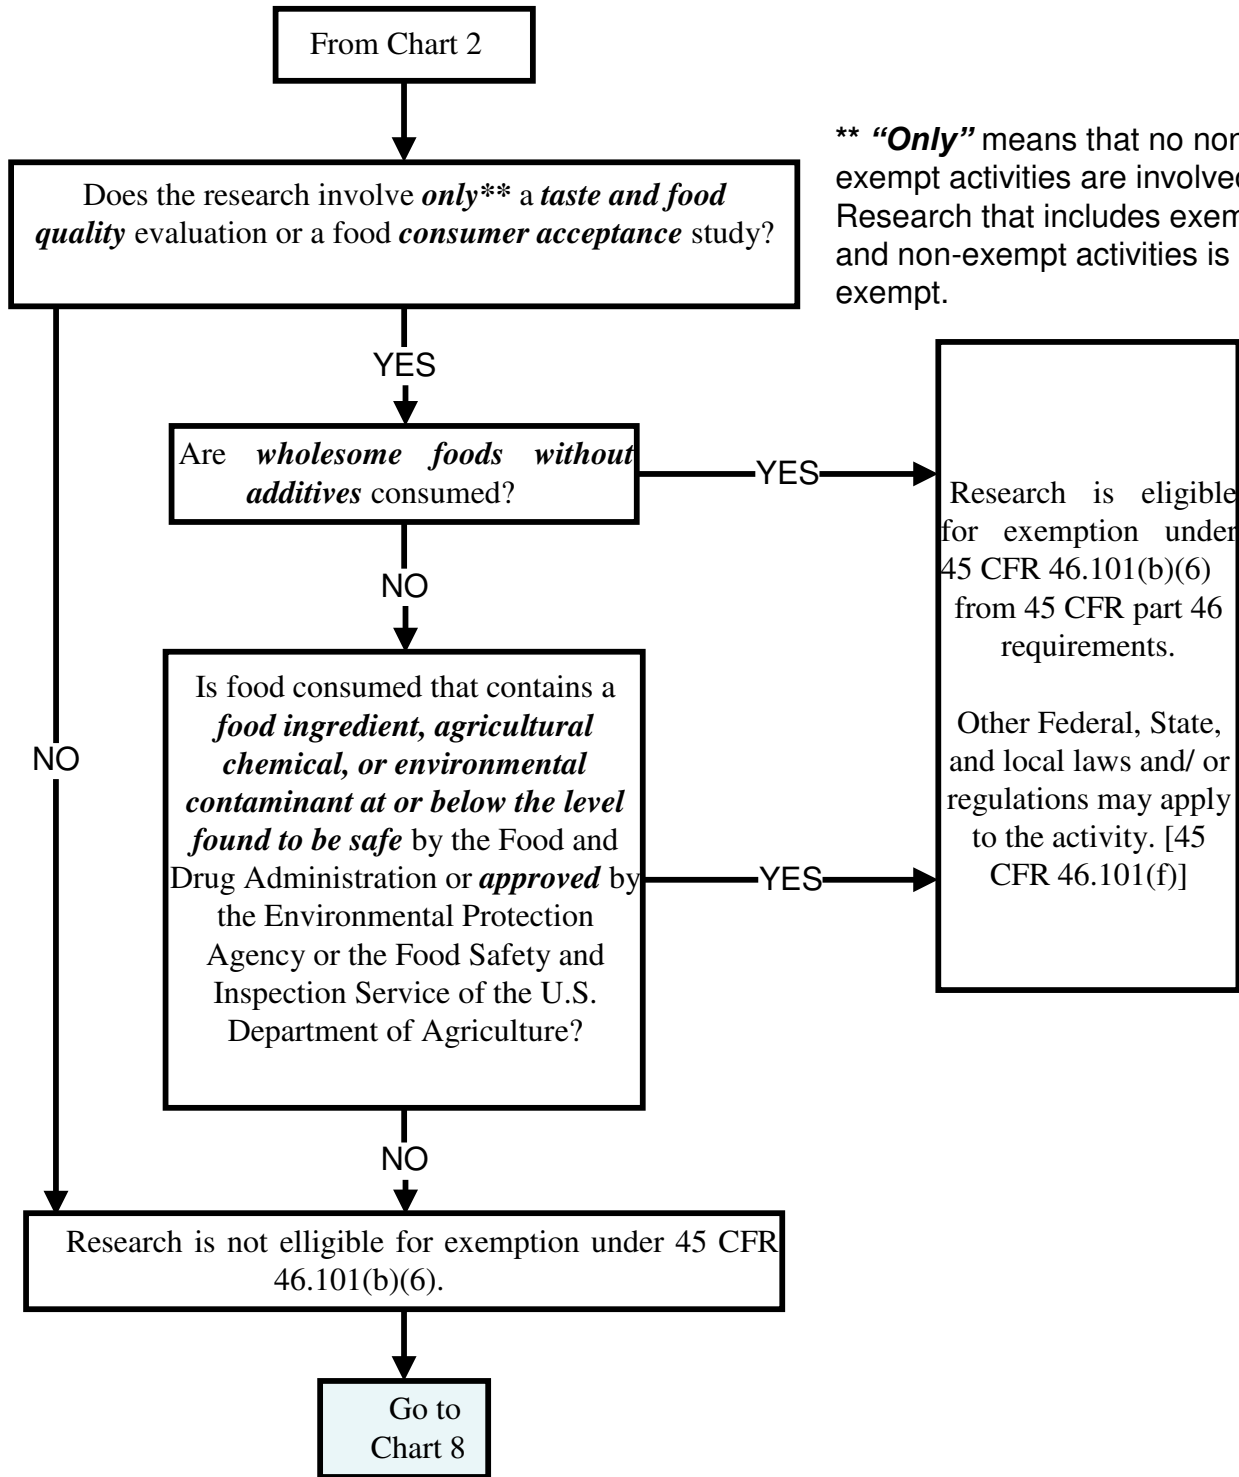 From Chart 2
Does the research involve only** a taste and food
quality evaluation or a food consumer acceptance study?
** “Only” means that no non-
exempt activities are involved
Research that includes exem
and non-exempt activities is
exempt.
YES
Are wholesome foods without
additives consumed?
YES
NO
Is food consumed that contains a
food ingredient, agricultural
chemical, or environmental
contaminant at or below the level
found to be safe by the Food and
Drug Administration or approved by
the Environmental Protection
Agency or the Food Safety and
Inspection Service of the U.S.
Department of Agriculture?
YES
Research is eligible
for exemption under
45 CFR 46.101(b)(6)
from 45 CFR part 46
requirements.
Other Federal, State,
and local laws and/ or
regulations may apply
to the activity. [45
CFR 46.101(f)]
NO
NO
Research is not elligible for exemption under 45 CFR
46.101(b)(6).
Go to
Chart 8